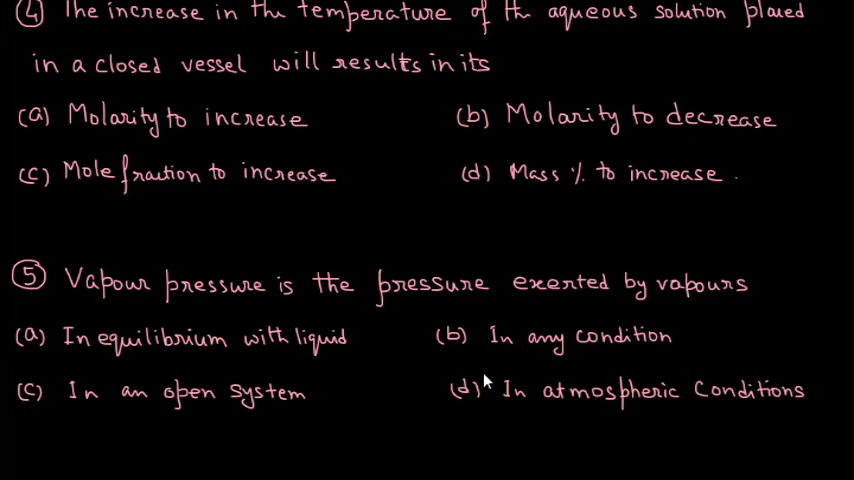 (4) The increase in the temperature of the aqueous solution placed
in a closed vessel will results in its
(a) Molarity to increase (b) Molarity to decrease
(c) Mole fraction to increase (d) Mass % to increase.
(5) Vapour pressure is the pressure exerted by vapours
(a) In equilibrium with liquid (b) In any condition
(c) In an open system (d) In atmospheric Conditions